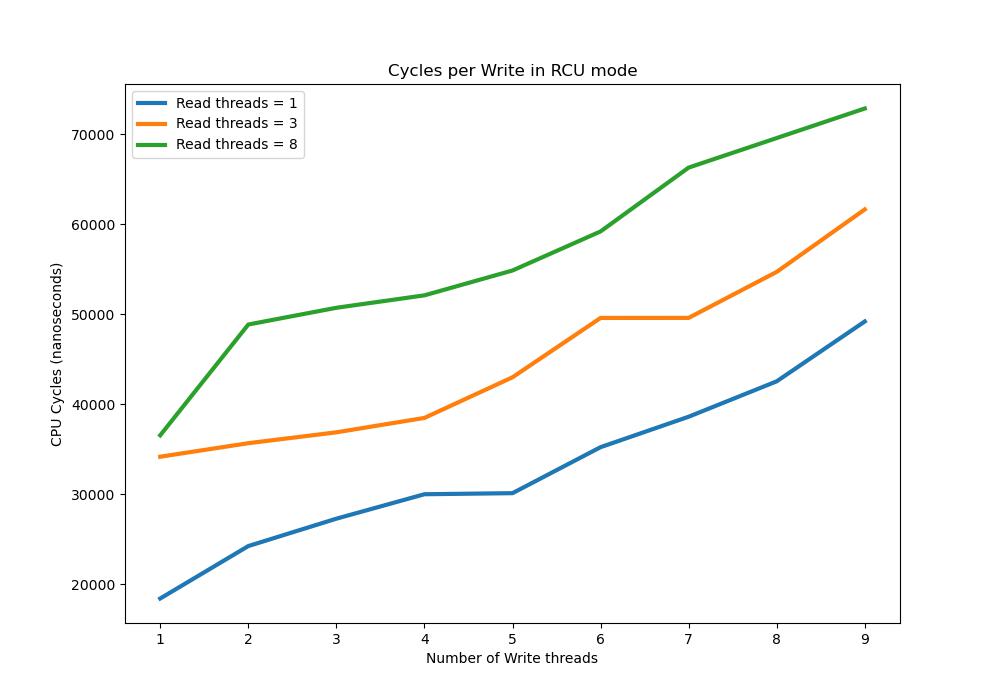 Cycles per Write in RCU mode
Read threads = 1
Read threads = 3
Read threads = 8
CPU Cycles (nanoseconds)
70000
60000
50000
40000
30000
20000
1 2 3 4 5 6 7 8 9
Number of Write threads